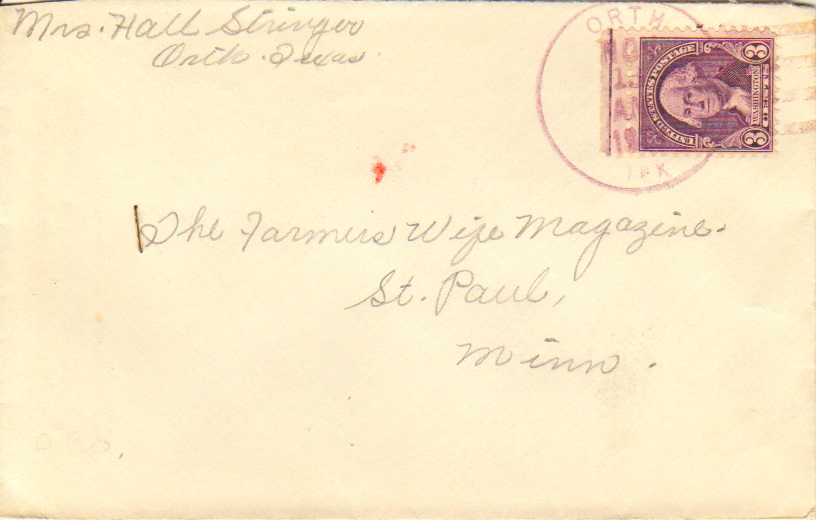 Mrs. Hall Stringer
Orth. Texas.
ORTH
TEX
UNITED STATES POSTAGE
WASHINGTON
3 3
The Farmers Wife Magazine.
St. Paul,
Minn.
D.P.O.